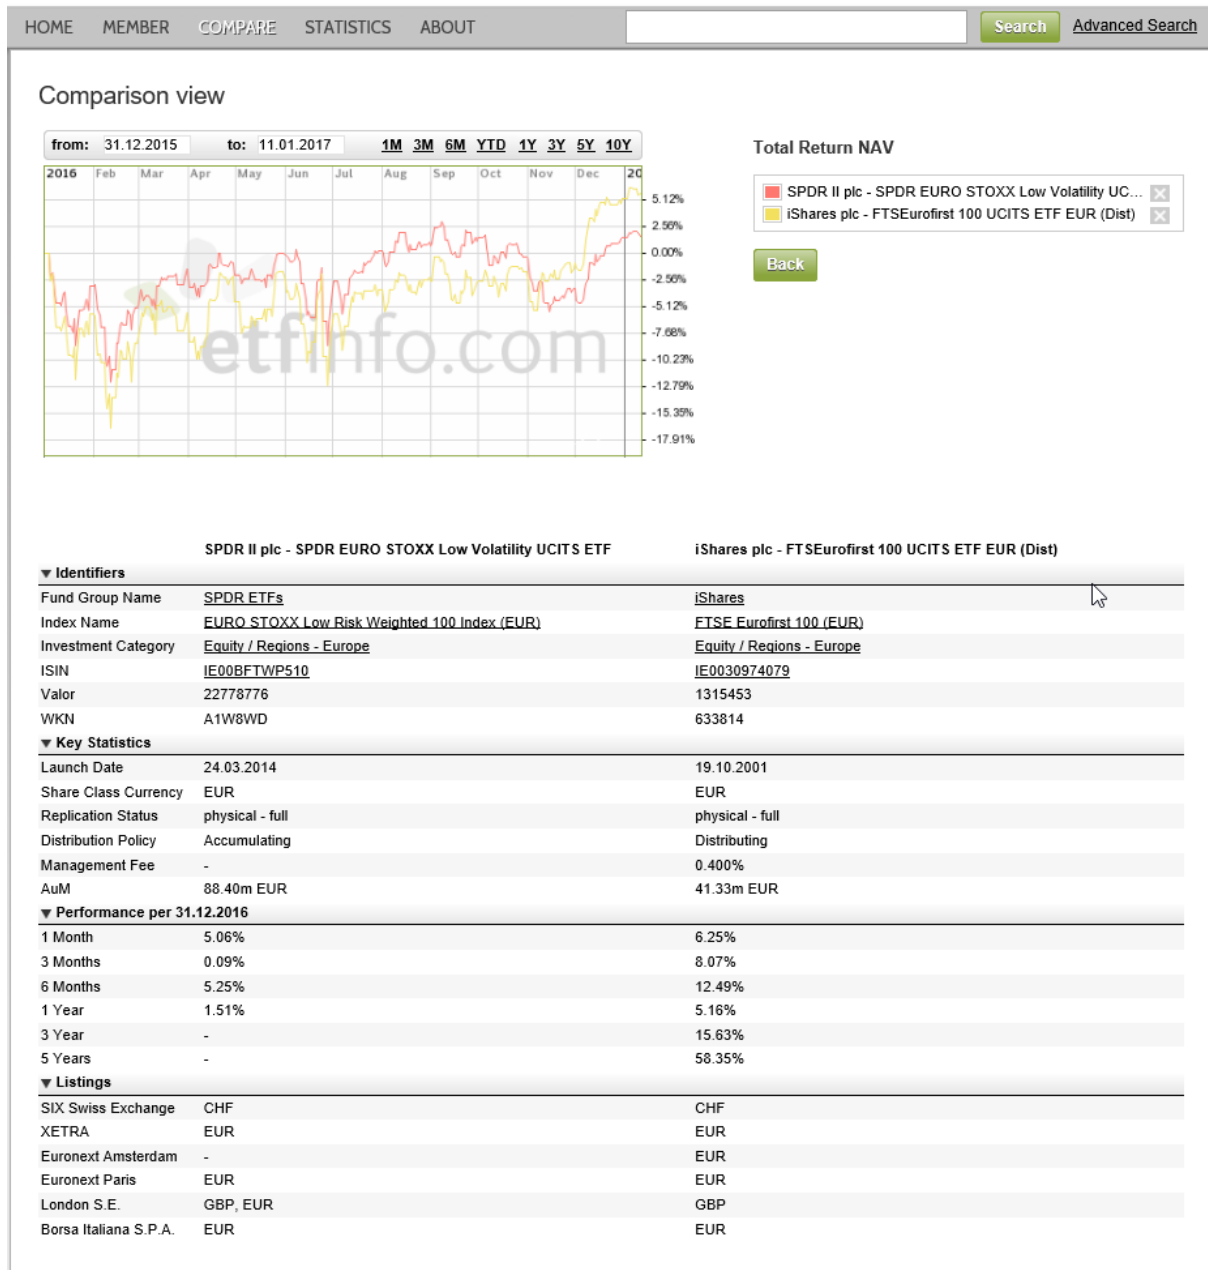 HOME MEMBER COMPARE STATISTICS ABOUT Search Advanced Search
Comparison view
from: 31.12.2015 to: 11.01.2017 1M 3M 6M YTD 1Y 3Y 5Y 10Y
Total Return NAV
2016 Feb Mar Apr May Jun Jul Aug Sep Oct Nov Dec 20
SPDR II plc - SPDR EURO STOXX Low Volatility UC...
iShares plc - FTSEurofirst 100 UCITS ETF EUR (Dist)
Back
5.12%
2.56%
0.00%
-2.56%
-5.12%
-7.68%
-10.23%
-12.79%
-15.35%
-17.91%
etfinfo.com
SPDR II plc - SPDR EURO STOXX Low Volatility UCITS ETF iShares plc - FTSEurofirst 100 UCITS ETF EUR (Dist)
Identifiers
Fund Group Name SPDR ETFs iShares
Index Name EURO STOXX Low Risk Weighted 100 Index (EUR) FTSE Eurofirst 100 (EUR)
Investment Category Equity / Regions - Europe Equity / Regions - Europe
ISIN IE00BFTWP510 IE0030974079
Valor 22778776 1315453
WKN A1W8WD 633814
Key Statistics
Launch Date 24.03.2014 19.10.2001
Share Class Currency EUR EUR
Replication Status physical - full physical - full
Distribution Policy Accumulating Distributing
Management Fee - 0.400%
AuM 88.40m EUR 41.33m EUR
Performance per 31.12.2016
1 Month 5.06% 6.25%
3 Months 0.09% 8.07%
6 Months 5.25% 12.49%
1 Year 1.51% 5.16%
3 Year - 15.63%
5 Years - 58.35%
Listings
SIX Swiss Exchange CHF CHF
XETRA EUR EUR
Euronext Amsterdam - EUR
Euronext Paris EUR EUR
London S.E. GBP, EUR GBP
Borsa Italiana S.P.A. EUR EUR